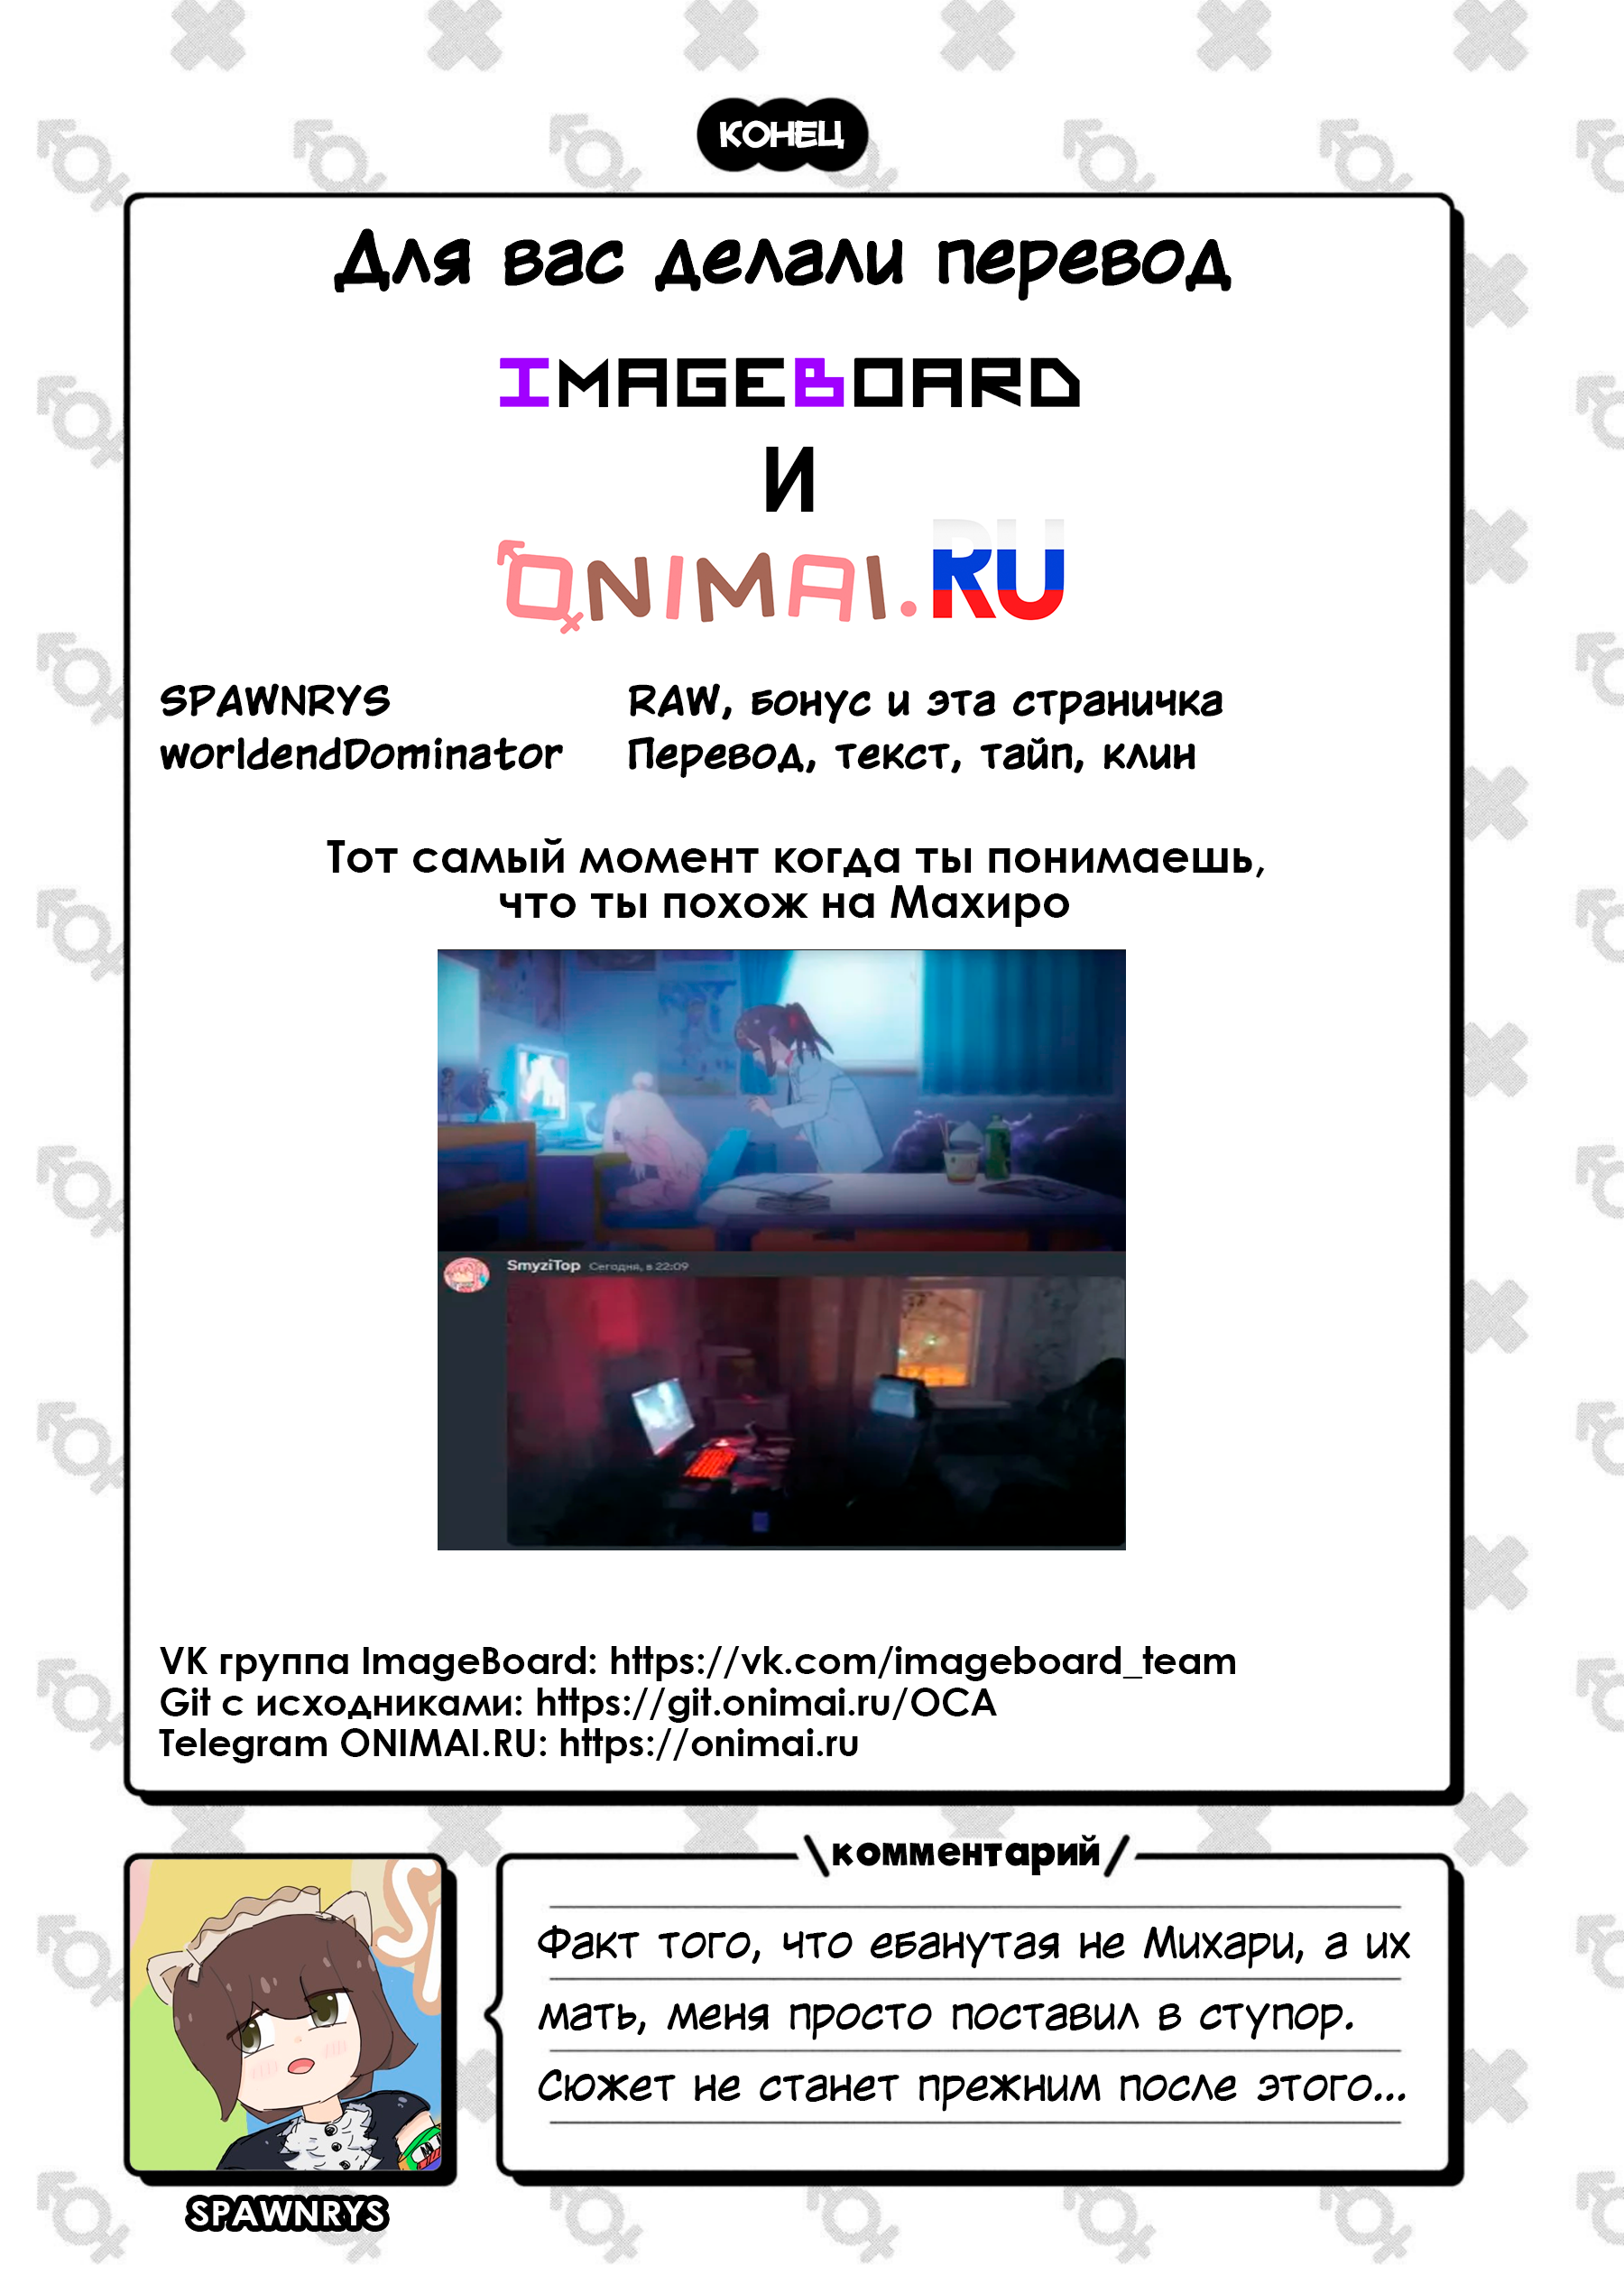 КОНЕЦ
Для вас делали перевод
IMAGEBOARD
И
ONIMAI.RU
SPAWNRYS RAW, бонус и эта страничка
worldendDominator Перевод, текст, тайп, клин
Тот самый момент когда ты понимаешь,
что ты похож на Махиро
SmyziTop Сегодня, в 22:09
VK группа ImageBoard: https://vk.com/imageboard_team
Git с исходниками: https://git.onimai.ru/OCA
Telegram ONIMAI.RU: https://onimai.ru
\комментарий/
Факт того, что ебанутая не Михари, а их
мать, меня просто поставил в ступор.
Сюжет не станет прежним после этого...
SPAWNRYS